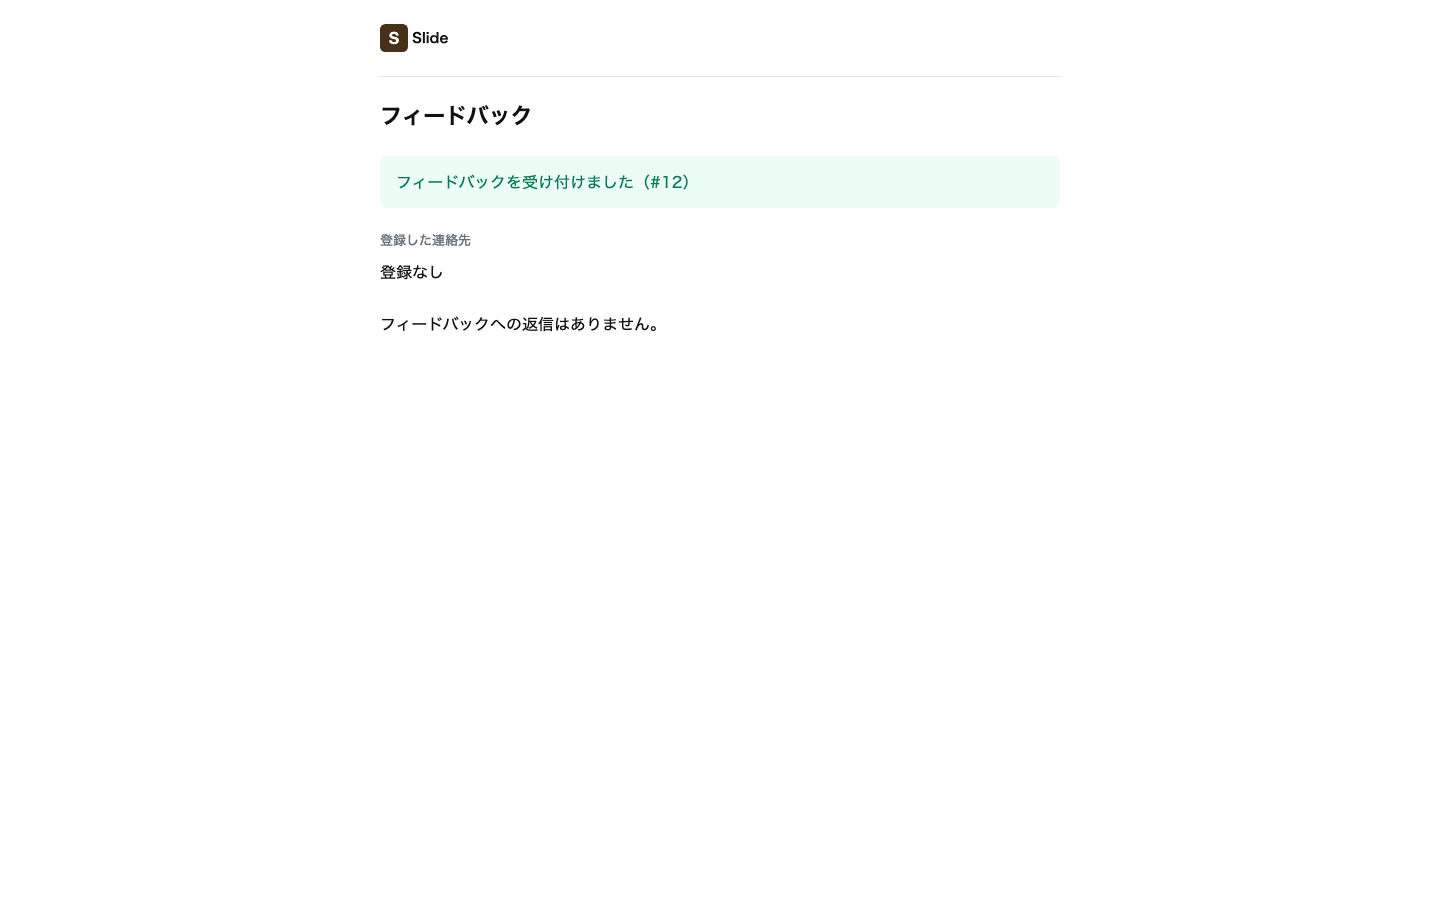 S Slide
フィードバック
フィードバックを受け付けました（#12）
登録した連絡先
登録なし
フィードバックへの返信はありません。